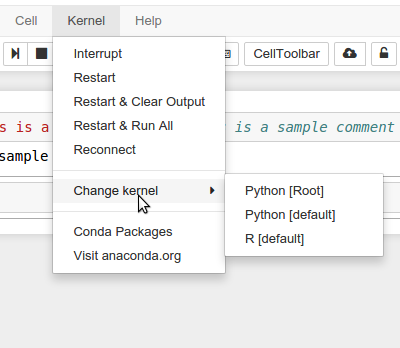 Cell Kernel Help
Interrupt
Restart
CellToolbar
Restart & Clear Output
Restart & Run All
s is a is a sample comment
Reconnect
sample
Change kernel
Python [Root]
Python [default]
R [default]
Conda Packages
Visit anaconda.org